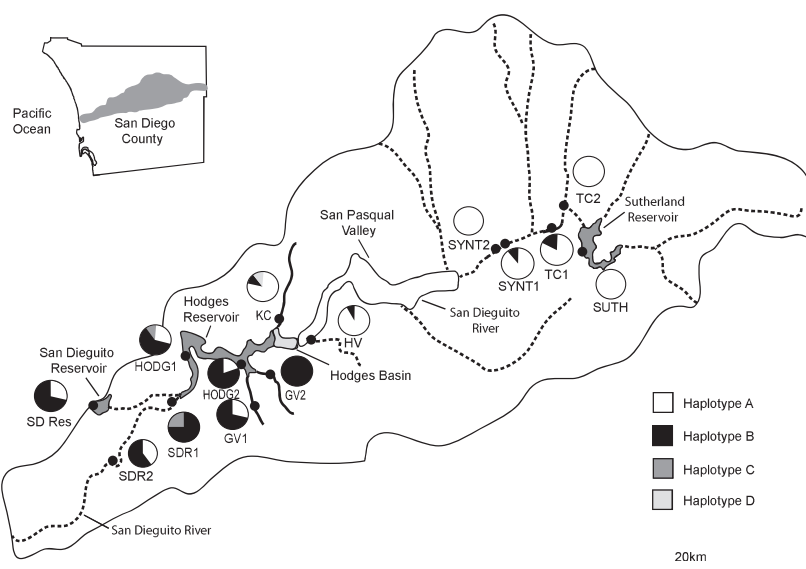 Pacific
Ocean
San Diego
County
TC2
Sutherland
Reservoir
San Pasqual
Valley
SYNT2
SYNT1
TC1
SUTH
KC
Hodges
Reservoir
San Dieguito
River
HV
HODG1
San Dieguito
Reservoir
Hodges Basin
HODG2
GV2
SD Res
SDR1
GV1
SDR2
San Dieguito River
Haplotype A
Haplotype B
Haplotype C
Haplotype D
20km